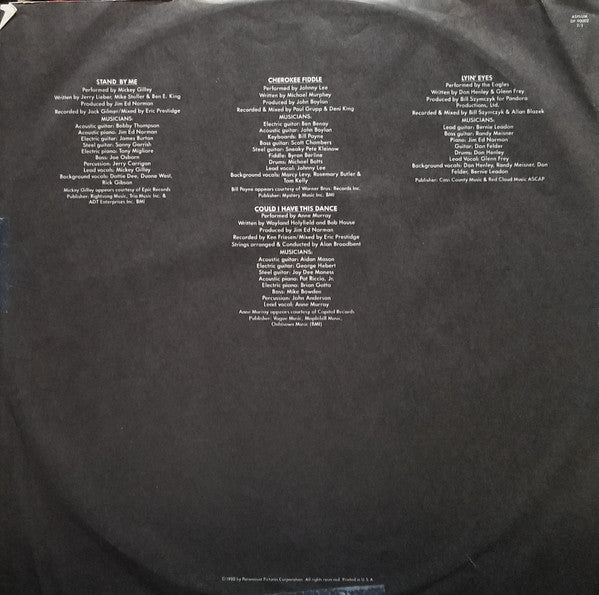 ASYLUM
DP 90002
STAND BY ME
Performed by Mickey Gilley
Written by Jerry Lieber, Mike Stoller & Ben E. King
Produced by Jim Ed Norman
Recorded by Jack Gilmer/Mixed by Eric Prestidge
MUSICIANS:
Acoustic guitar: Bobby Thompson
Acoustic piano: Jim Ed Norman
Electric guitar: James Burton
Steel guitar: Sonny Garrish
Electric piano: Tony Migliore
Bass: Joe Osborn
Percussion: Jerry Carrigan
Lead vocal: Mickey Gilley
Background vocals: Dottie Dee, Duane West,
Rick Gibson
Mickey Gilley appears courtesy of Epic Records
Publisher: Rightsong Music, Trio Music Inc. &
ADT Enterprises Inc. BMI
CHEROKEE FIDDLE
Performed by Johnny Lee
Written by Michael Murphey
Produced by John Boylan
Recorded & Mixed by Paul Grupp & Deni King
MUSICIANS:
Electric guitar: Ben Benay
Acoustic guitar: John Boylan
Keyboards: Bill Payne
Bass guitar: Scott Chambers
Steel guitar: Sneaky Pete Kleinow
Fiddle: Byron Berline
Drums: Michael Botts
Lead vocal: Johnny Lee
Background vocals: Marcy Levy, Rosemary Butler &
Tom Kelly
Bill Payne appears courtesy of Warner Bros. Records Inc.
Publisher: Mystery Music Inc. BMI
COULD I HAVE THIS DANCE
Performed by Anne Murray
Written by Wayland Holyfield and Bob House
Produced by Jim Ed Norman
Recorded by Ken Friesen/Mixed by Eric Prestidge
Strings arranged & Conducted by Alan Broadbent
MUSICIANS:
Acoustic guitar: Aidan Mason
Electric guitar: George Hebert
Steel guitar: Jay Dee Maness
Acoustic piano: Pat Riccio, Jr.
Electric piano: Brian Gatto
Bass: Mike Bowden
Percussion: John Anderson
Lead vocal: Anne Murray
Anne Murray appears courtesy of Capitol Records
Publisher: Vogue Music, Maplehill Music,
Onhisown Music (BMI)
LYIN' EYES
Performed by the Eagles
Written by Don Henley & Glenn Frey
Produced by Bill Szymczyk for Pandora
Productions, Ltd.
Recorded & Mixed by Bill Szymczyk & Allan Blazek
MUSICIANS:
Lead guitar: Bernie Leadon
Bass guitar: Randy Meisner
Piano: Jim Ed Norman
Guitar: Don Felder
Drums: Don Henley
Lead Vocal: Glenn Frey
Background vocals: Don Henley, Randy Meisner, Don
Felder, Bernie Leadon
Publisher: Cass County Music & Red Cloud Music ASCAP
©1980 by Paramount Pictures Corporation. All rights reserved. Printed in U.S.A.